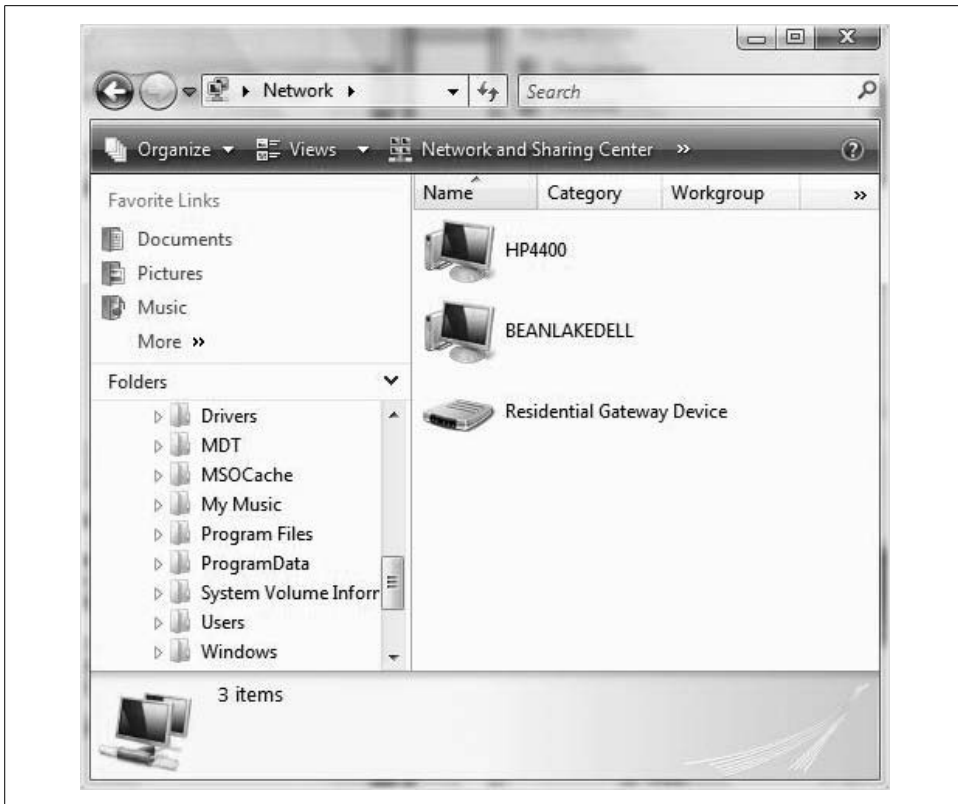 Network
Search
Organize Views Network and Sharing Center »
Favorite Links
Documents
Pictures
Music
More »
Folders
Drivers
MDT
MSOCache
My Music
Program Files
ProgramData
System Volume Inforr
Users
Windows
Name Category Workgroup »
HP4400
BEANLAKEDELL
Residential Gateway Device
3 items